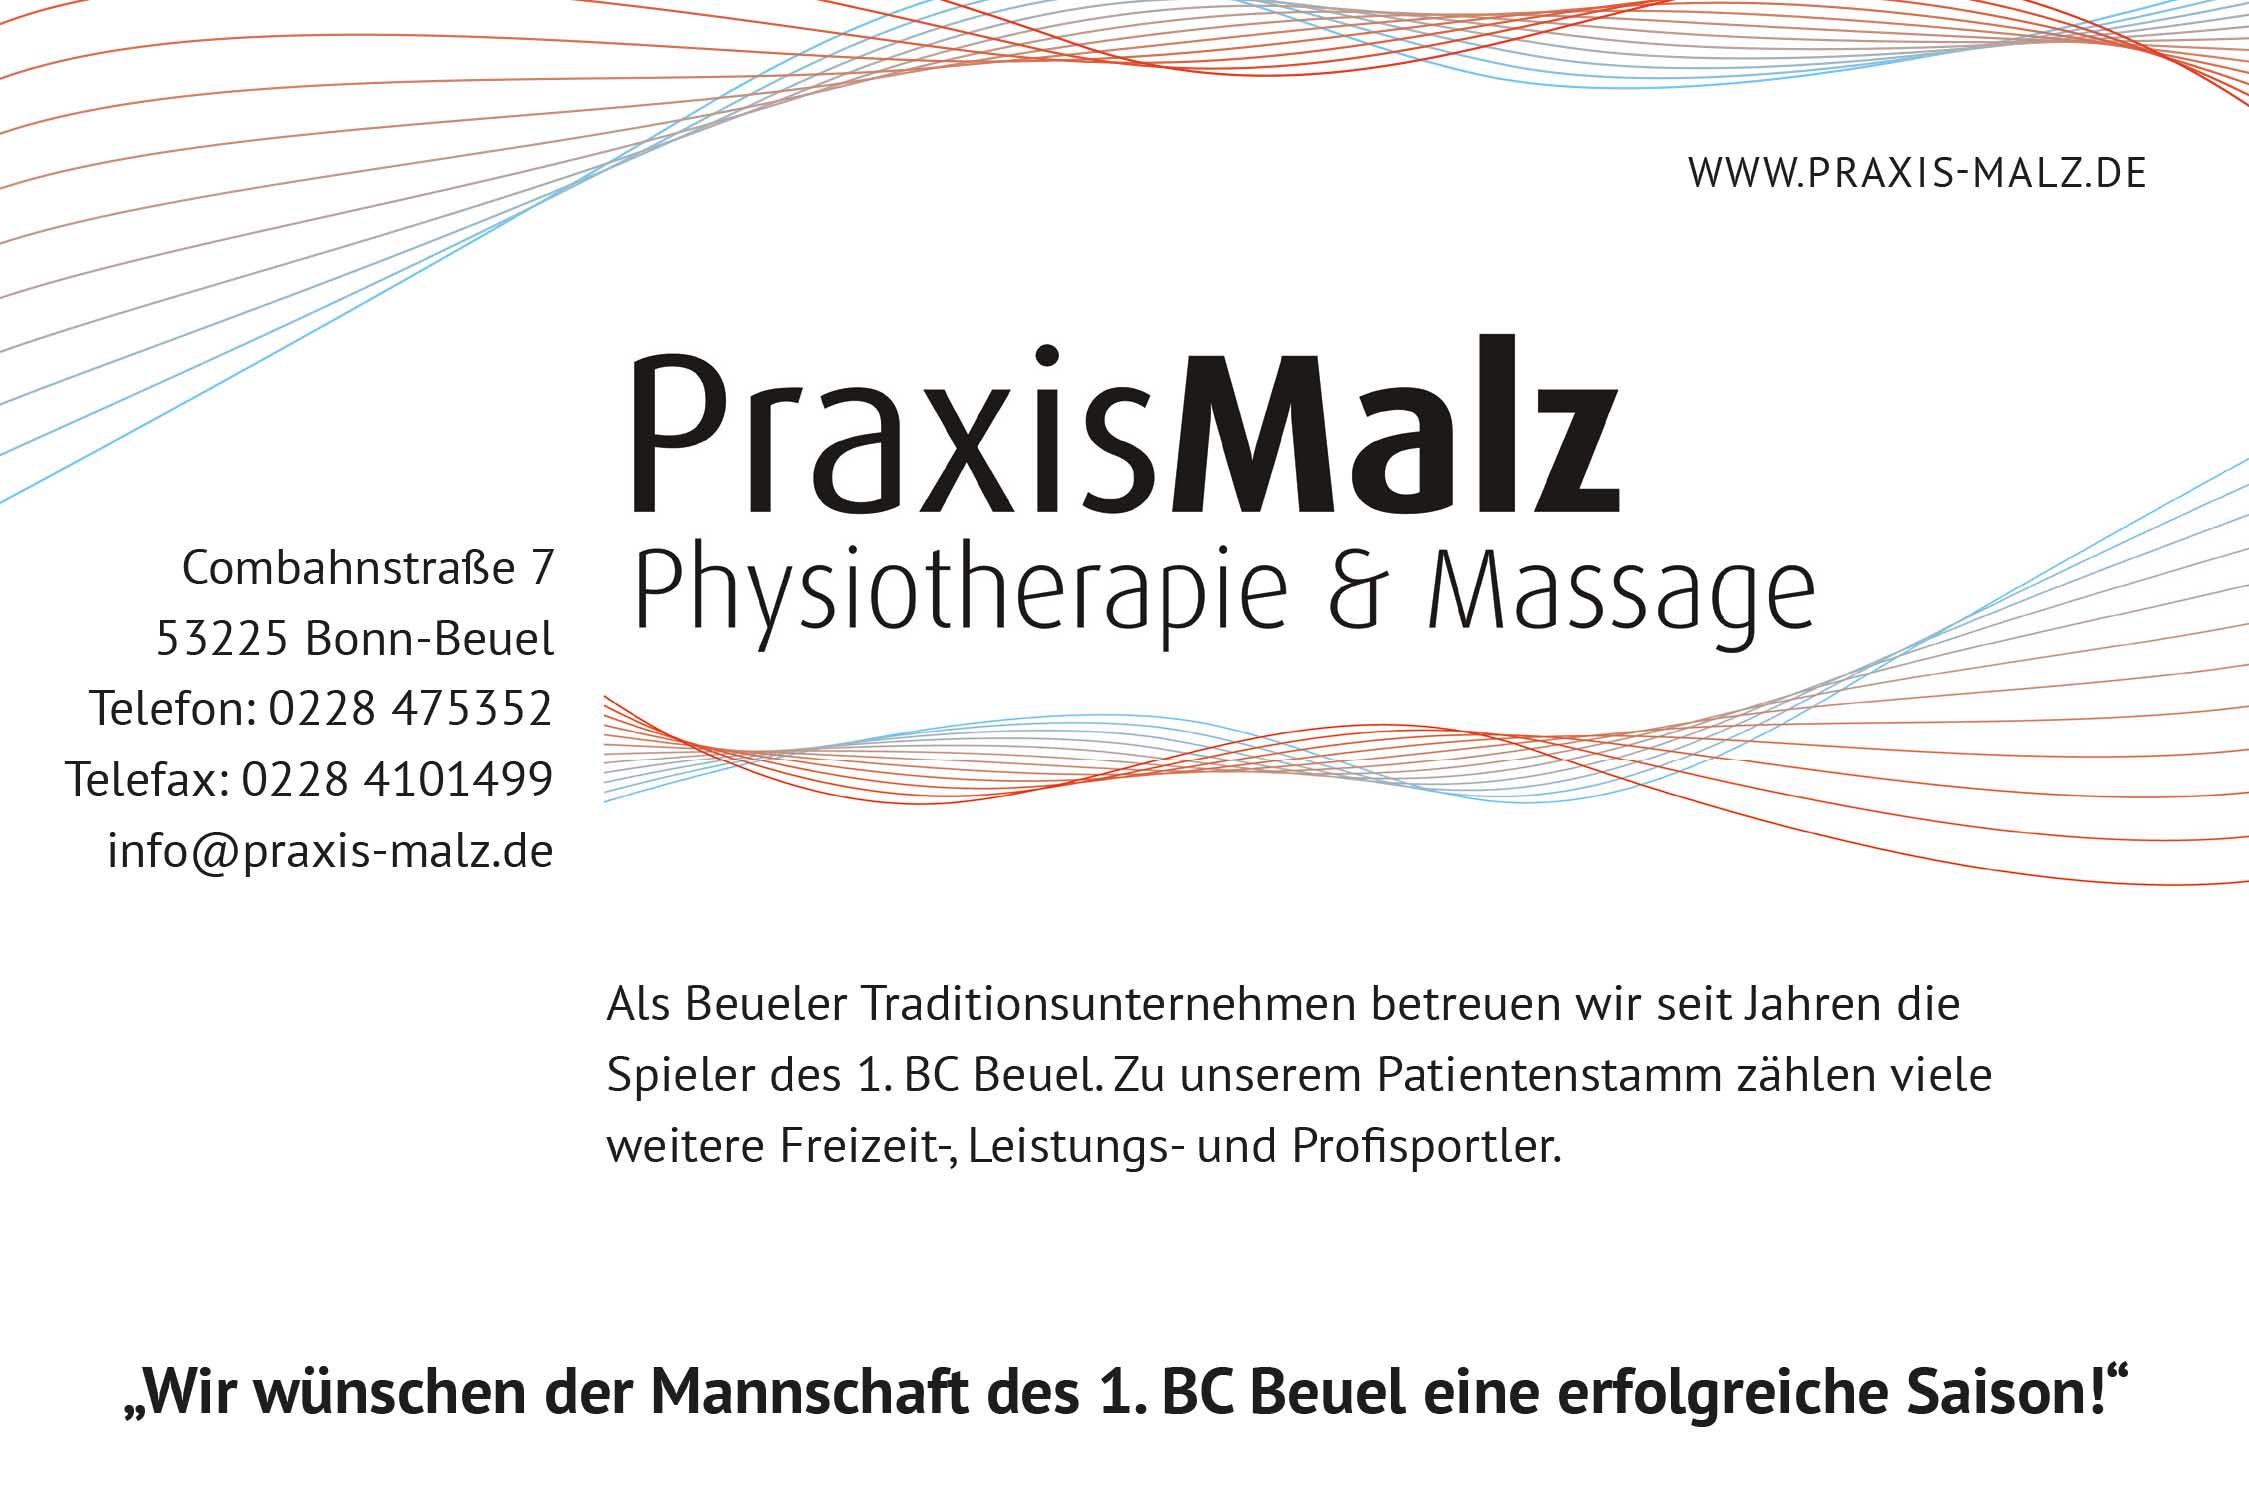 WWW.PRAXIS-MALZ.DE
PraxisMalz
Physiotherapie & Massage
Combahnstraße 7
53225 Bonn-Beuel
Telefon: 0228 475352
Telefax: 0228 4101499
info@praxis-malz.de
Als Beueler Traditionsunternehmen betreuen wir seit Jahren die
Spieler des 1. BC Beuel. Zu unserem Patientenstamm zählen viele
weitere Freizeit-, Leistungs- und Profisportler.
„Wir wünschen der Mannschaft des 1. BC Beuel eine erfolgreiche Saison!“